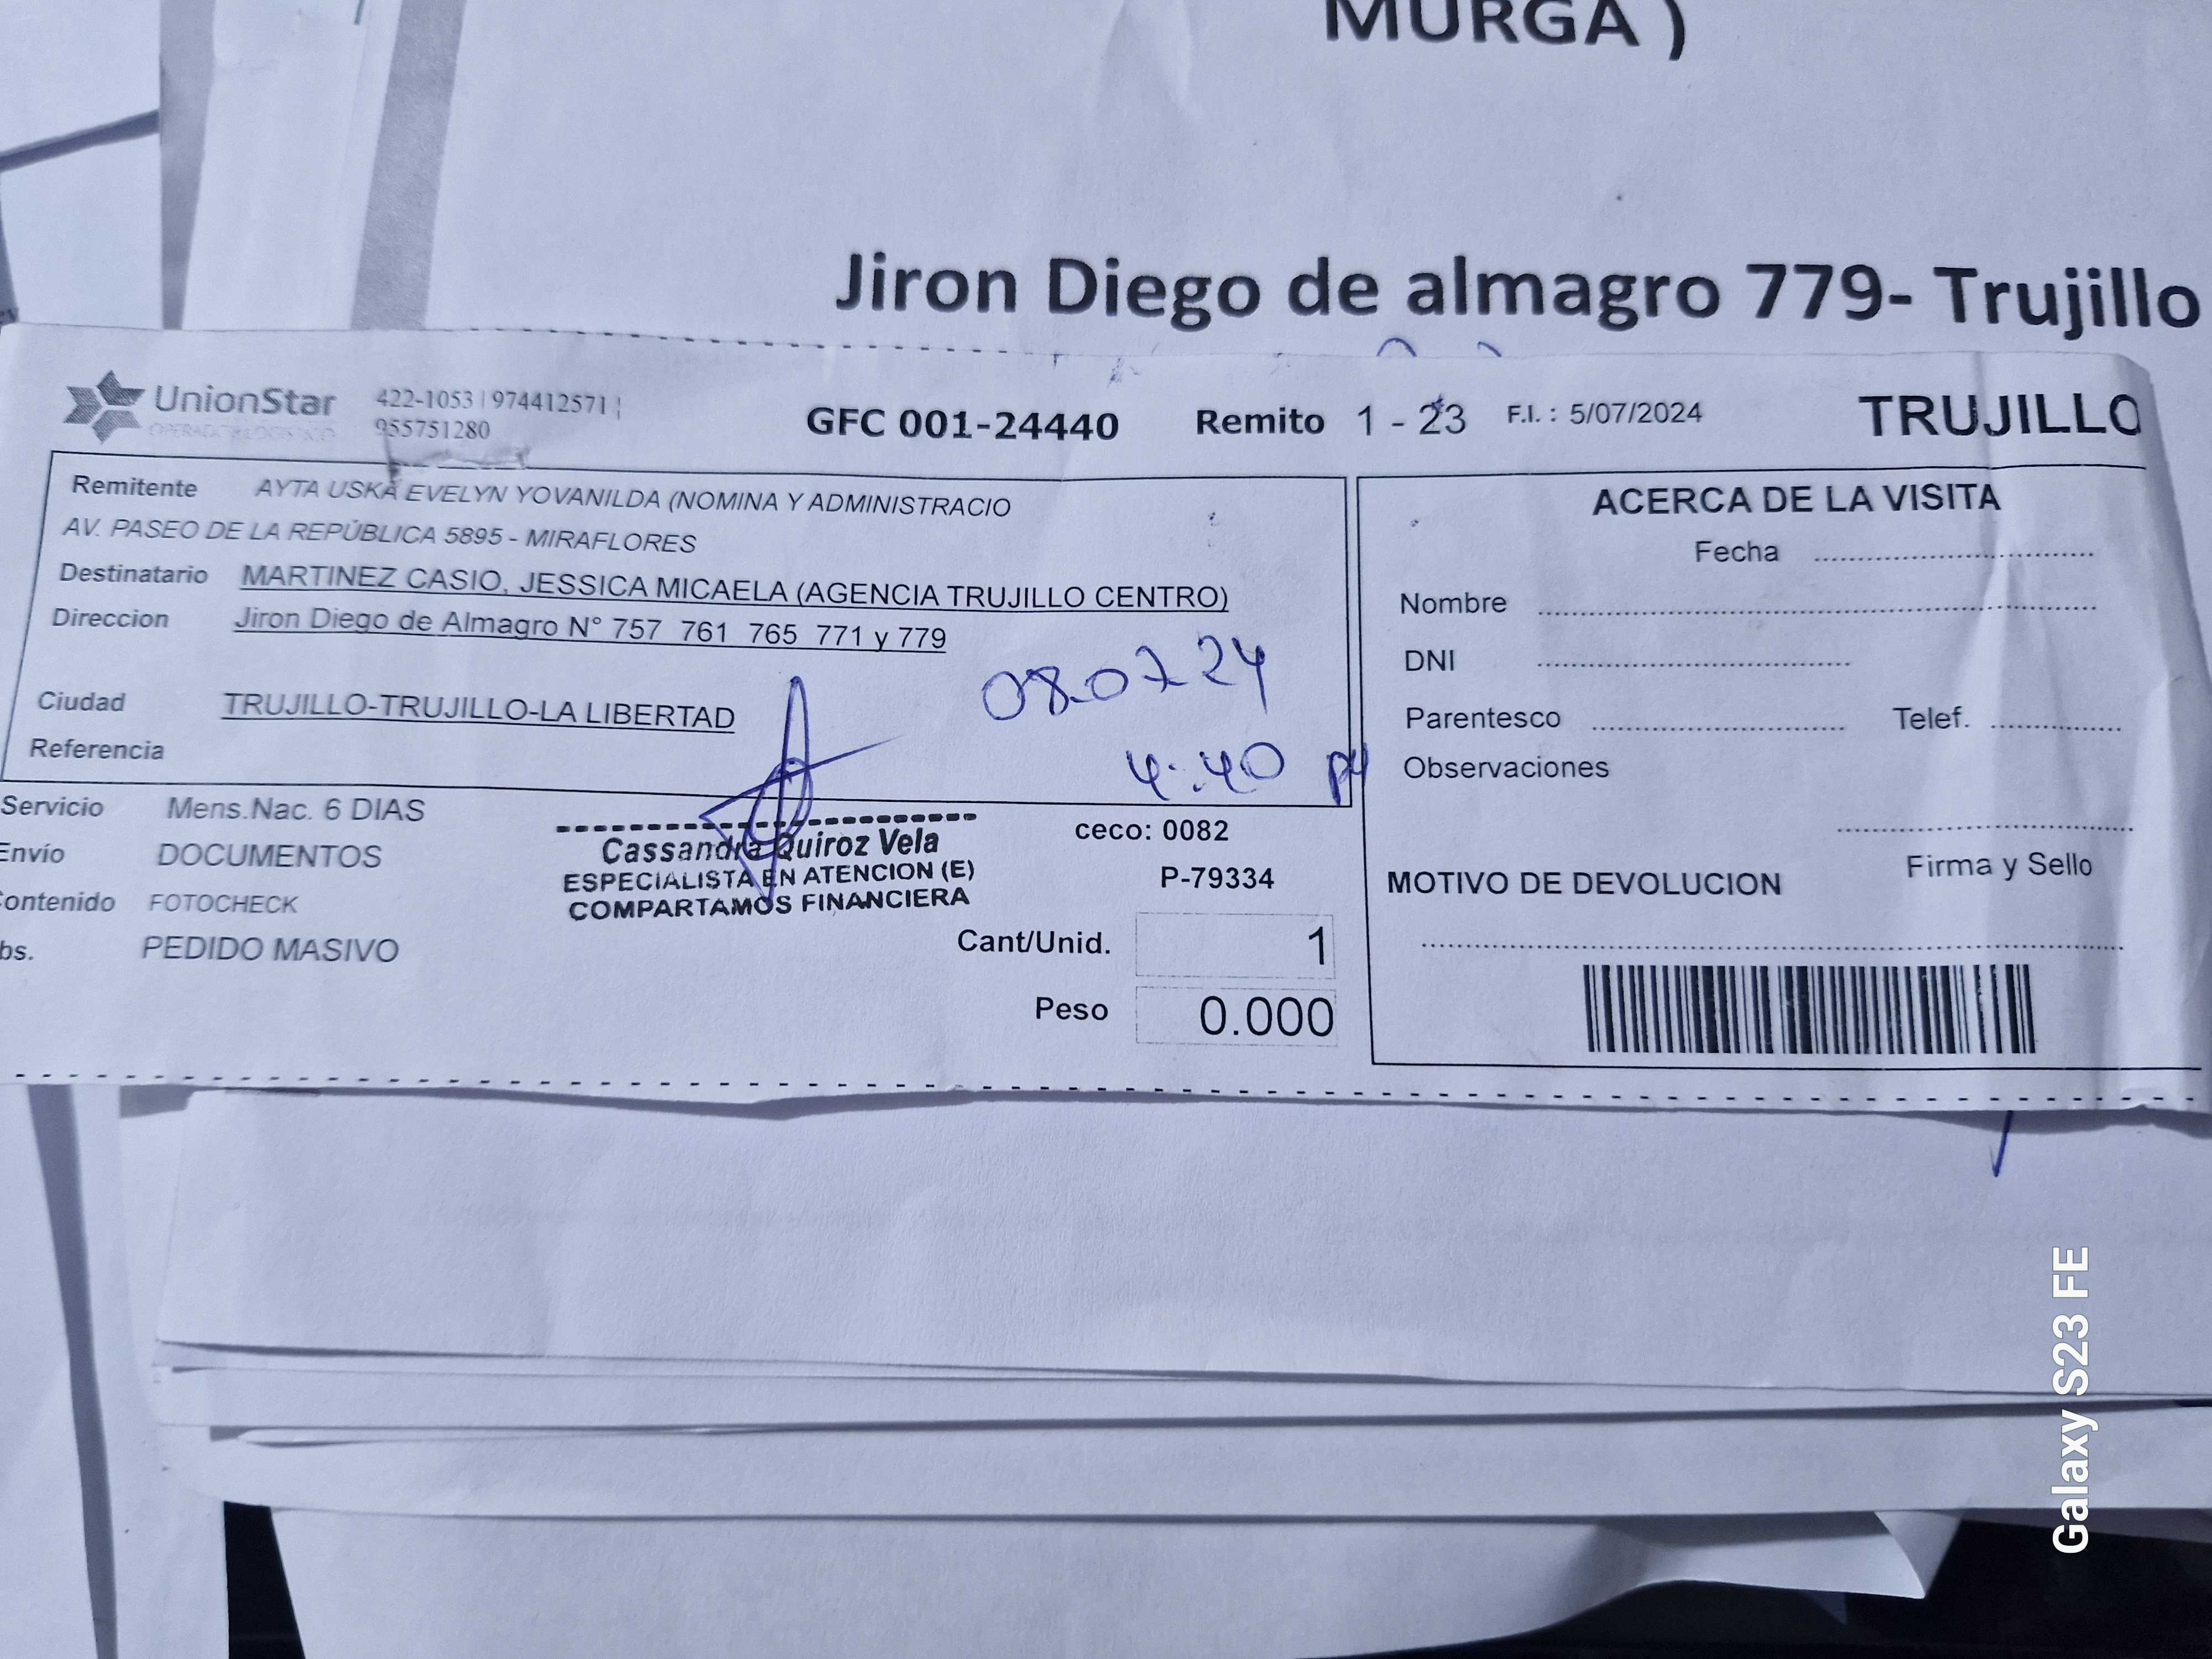 MURGA )
Jiron Diego de almagro 779- Trujillo
UnionStar 422-1053 | 974412571 |
OPERADOR LOGISTICO 955751280
GFC 001-24440 Remito 1 - 23 F.I. : 5/07/2024 TRUJILLO
Remitente AYTA USKA EVELYN YOVANILDA (NOMINA Y ADMINISTRACIO
AV. PASEO DE LA REPÚBLICA 5895 - MIRAFLORES
Destinatario MARTINEZ CASIO, JESSICA MICAELA (AGENCIA TRUJILLO CENTRO)
Direccion Jiron Diego de Almagro N° 757 761 765 771 y 779
08.07 24
Ciudad TRUJILLO-TRUJILLO-LA LIBERTAD
4:40 pm
Referencia
Servicio Mens.Nac. 6 DIAS
Envío DOCUMENTOS
Contenido FOTOCHECK
bs. PEDIDO MASIVO
Cassandra Quiroz Vela
ESPECIALISTA EN ATENCION (E)
COMPARTAMOS FINANCIERA
ceco: 0082
P-79334
Cant/Unid. 1
Peso 0.000
ACERCA DE LA VISITA
Fecha
Nombre
DNI
Parentesco Telef.
Observaciones
Firma y Sello
MOTIVO DE DEVOLUCION
Galaxy S23 FE